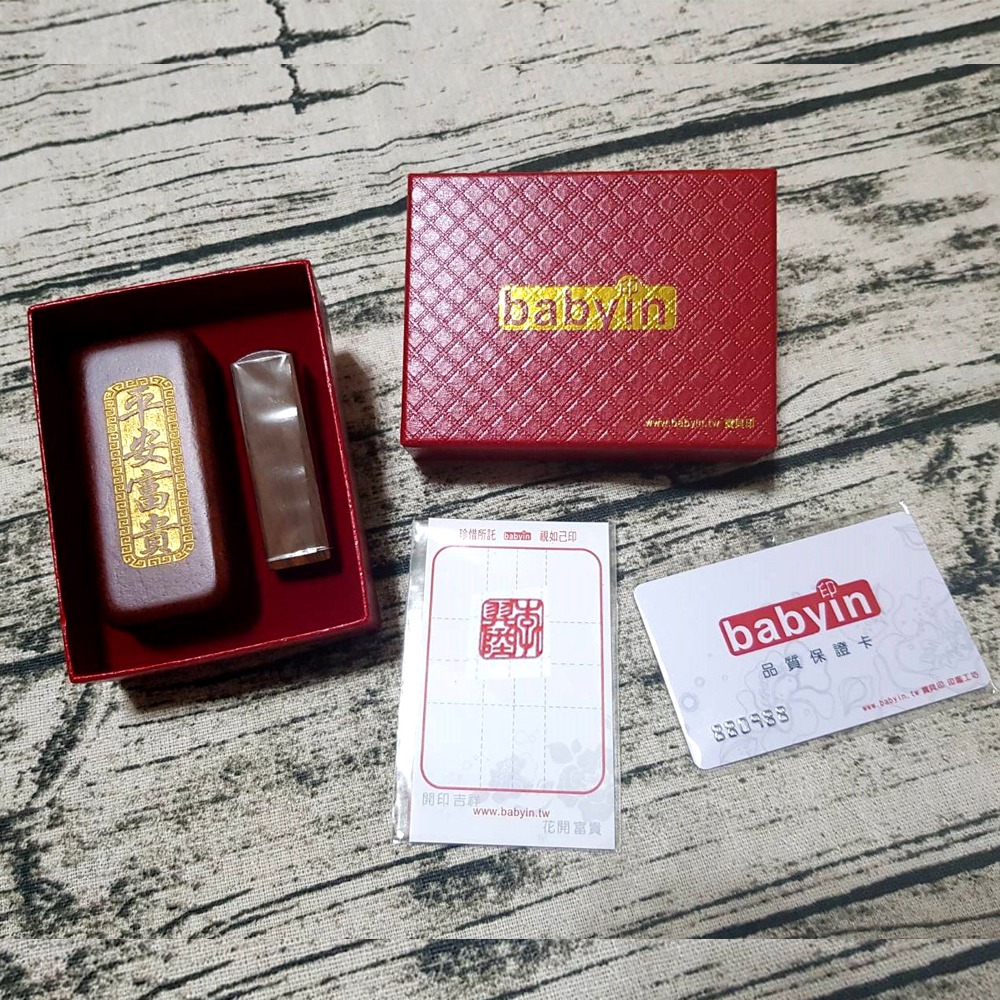 平安富貴
babyin
印
www.babyin.tw 寶貝印
珍惜所託 babyin 視如己印
開印吉祥
www.babyin.tw
花開富貴
印
babyin
品質保證卡
www.babyin.tw 寶貝印 印鑑工坊
880988